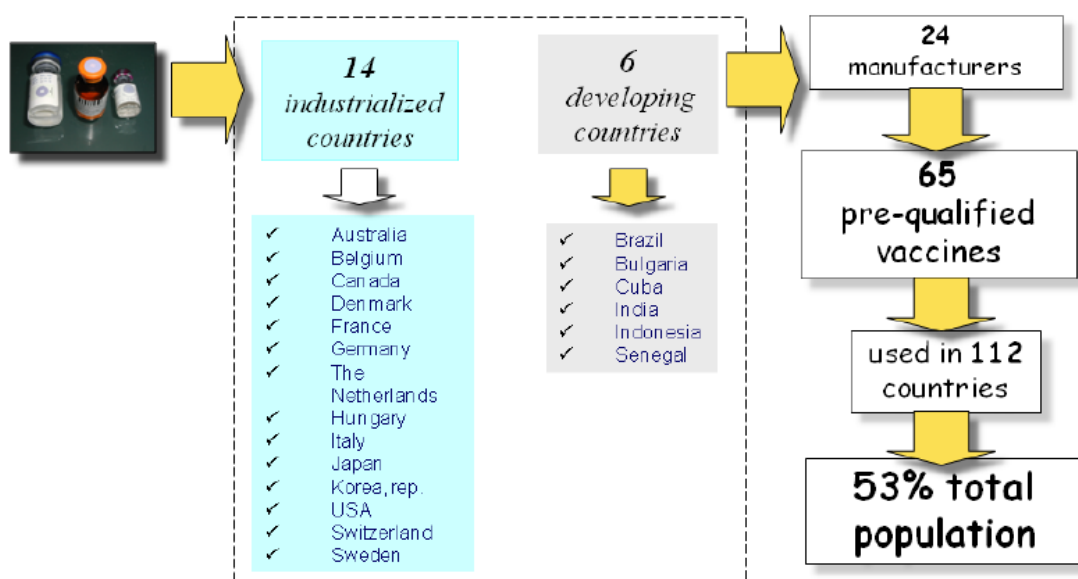 14
industrialized
countries
Australia
Belgium
Canada
Denmark
France
Germany
The
Netherlands
Hungary
Italy
Japan
Korea, rep.
USA
Switzerland
Sweden
6
developing
countries
Brazil
Bulgaria
Cuba
India
Indonesia
Senegal
24
manufacturers
65
pre-qualified
vaccines
used in 112
countries
53% total
population